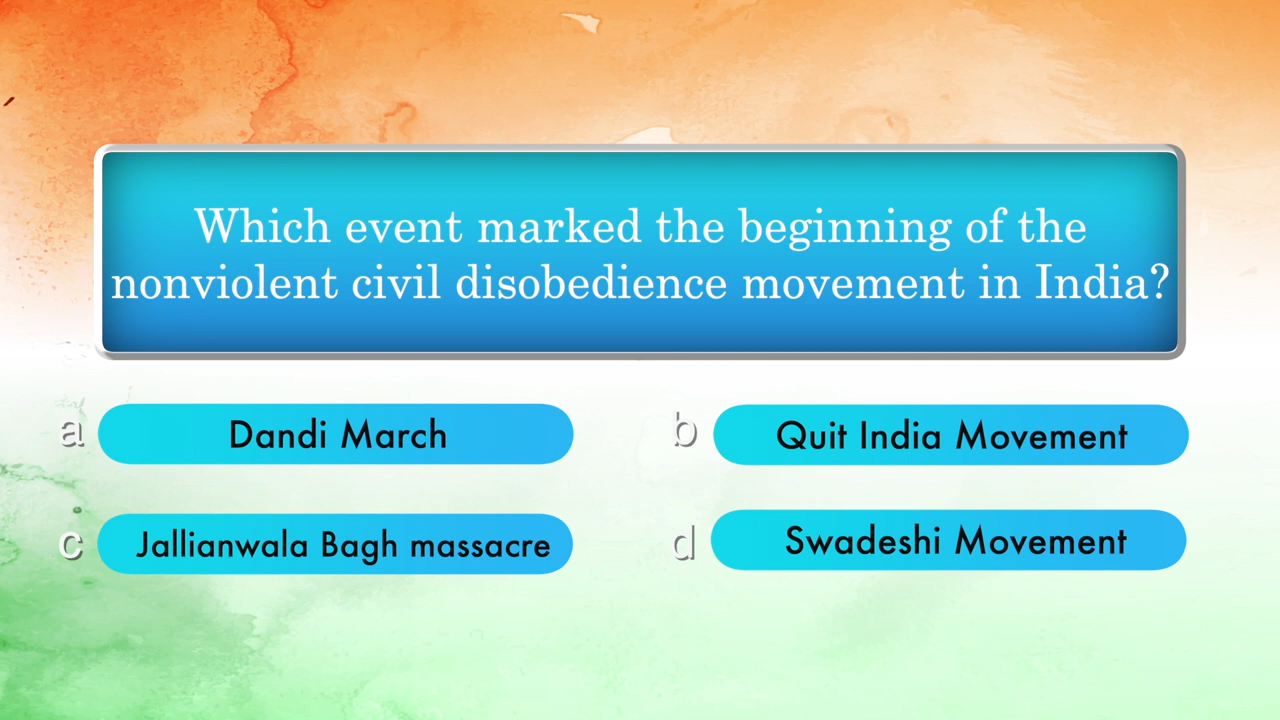 Which event marked the beginning of the
nonviolent civil disobedience movement in India?
a Dandi March
b Quit India Movement
c Jallianwala Bagh massacre
d Swadeshi Movement